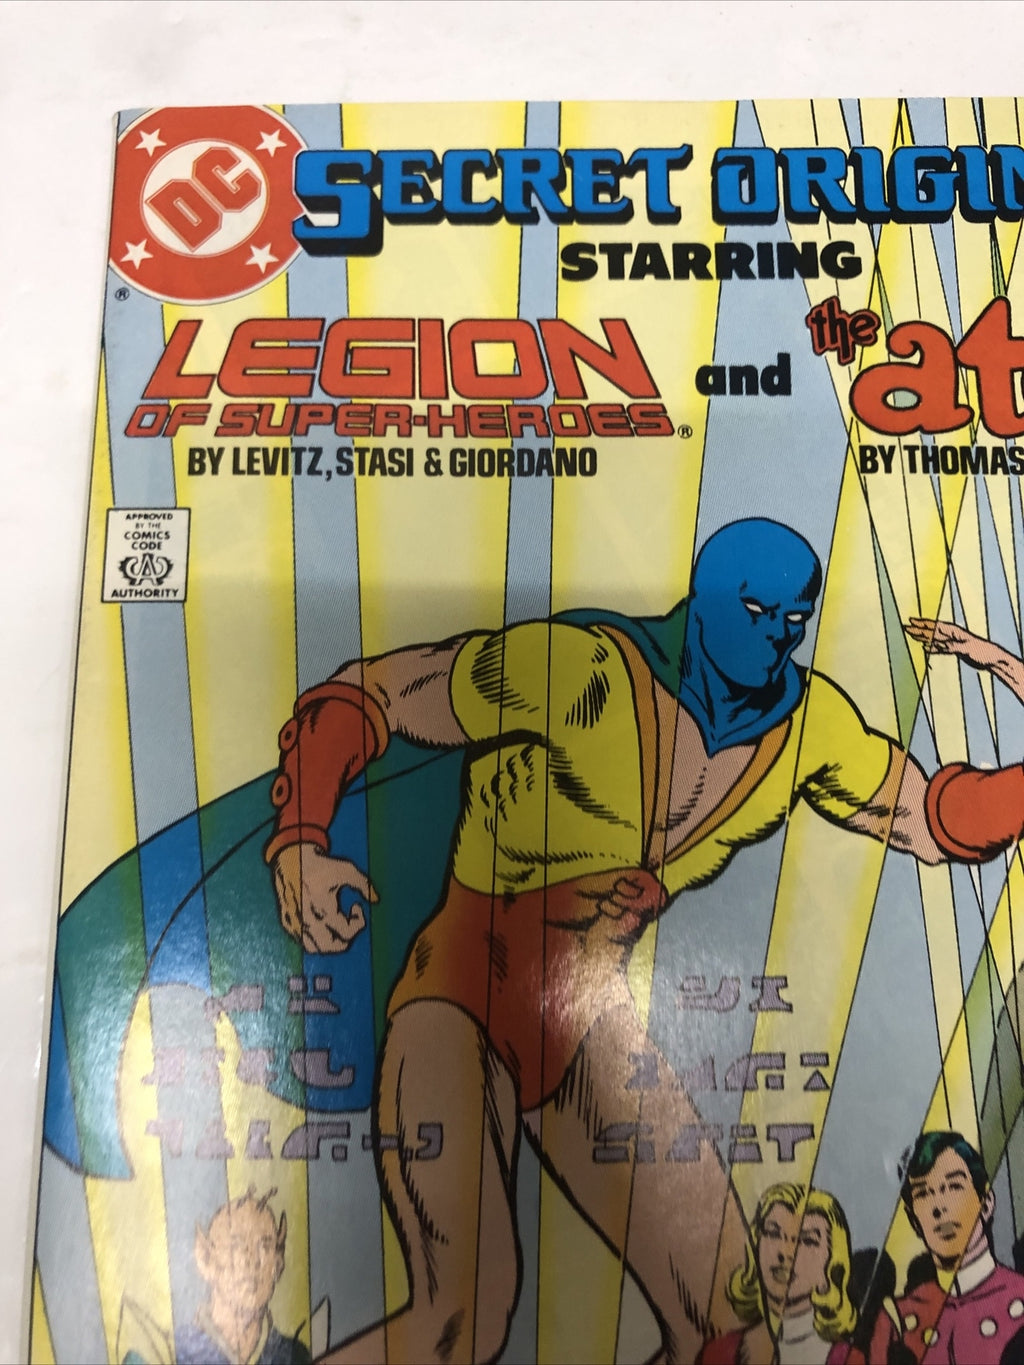 DC
SECRET ORIGIN
STARRING
®
LEGION
OF SUPER-HEROES®
and
the at
BY LEVITZ, STASI & GIORDANO
BY THOMAS
APPROVED
BY THE
COMICS
CODE
CA
AUTHORITY